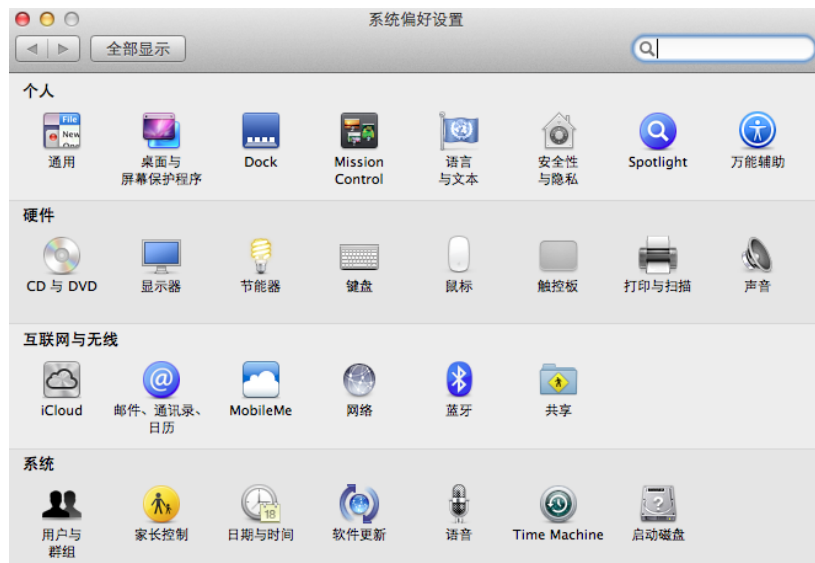 系统偏好设置
全部显示
个人
File
New
通用
桌面与
屏幕保护程序
Dock
Mission
Control
语言
与文本
安全性
与隐私
Spotlight
万能辅助
硬件
CD 与 DVD
显示器
节能器
键盘
鼠标
触控板
打印与扫描
声音
互联网与无线
iCloud
@
邮件、通讯录、
日历
MobileMe
网络
蓝牙
共享
系统
用户与
群组
家长控制
18
日期与时间
软件更新
语音
Time Machine
?
启动磁盘